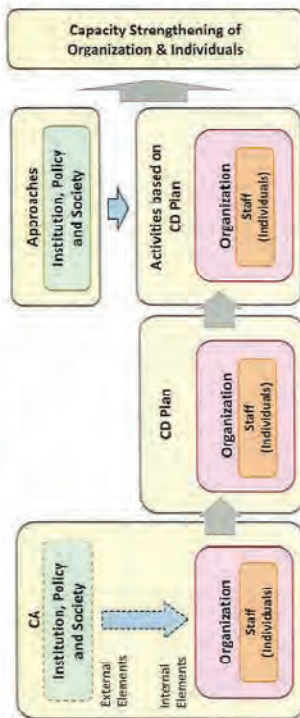 CA
Institution, Policy
and Society
External
Elements
Internal
Elements
Organization
Staff
(Individuals)
CD Plan
Organization
Staff
(Individuals)
Approaches
Institution, Policy
and Society
Activities based on
CD Plan
Organization
Staff
(Individuals)
Capacity Strengthening of
Organization & Individuals